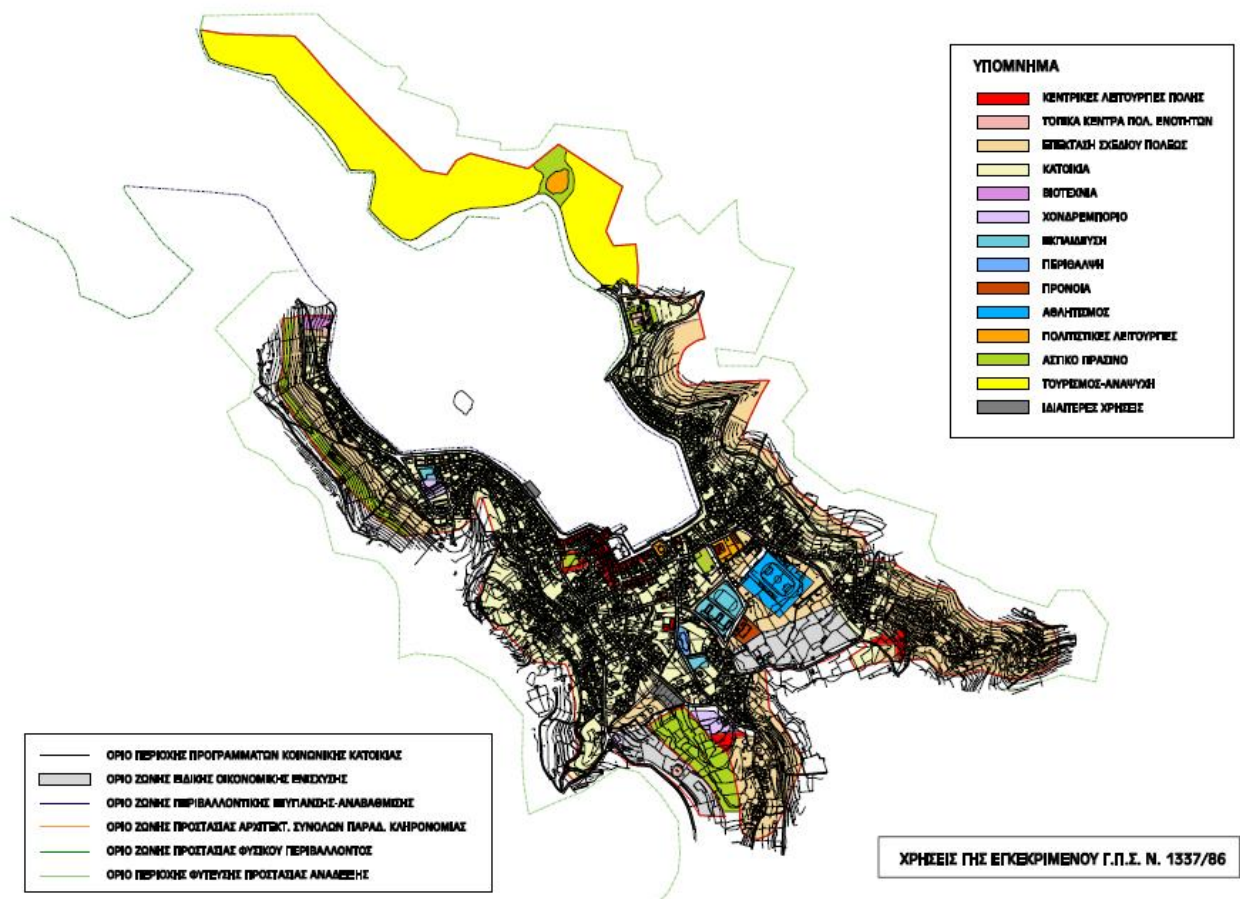 ΥΠΟΜΝΗΜΑ
ΚΕΝΤΡΙΚΕΣ ΛΕΙΤΟΥΡΓΙΕΣ ΠΟΛΗΣ
ΤΟΠΙΚΑ ΚΕΝΤΡΑ ΠΟΛ. ΕΝΟΤΗΤΩΝ
ΕΠΕΚΤΑΣΗ ΣΧΕΔΙΟΥ ΠΟΛΕΩΣ
ΚΑΤΟΙΚΙΑ
ΒΙΟΤΕΧΝΙΑ
ΧΟΝΔΡΕΜΠΟΡΙΟ
ΕΚΠΑΙΔΕΥΣΗ
ΠΕΡΙΘΑΛΨΗ
ΠΡΟΝΟΙΑ
ΑΘΛΗΤΙΣΜΟΣ
ΠΟΛΙΤΙΣΤΙΚΕΣ ΛΕΙΤΟΥΡΓΙΕΣ
ΑΣΤΙΚΟ ΠΡΑΣΙΝΟ
ΤΟΥΡΙΣΜΟΣ-ΑΝΑΨΥΧΗ
ΙΔΙΑΙΤΕΡΕΣ ΧΡΗΣΕΙΣ
ΟΡΙΟ ΠΕΡΙΟΧΗΣ ΠΡΟΓΡΑΜΜΑΤΩΝ ΚΟΙΝΩΝΙΚΗΣ ΚΑΤΟΙΚΙΑΣ
ΟΡΙΟ ΖΩΝΗΣ ΕΙΔΙΚΗΣ ΟΙΚΟΝΟΜΙΚΗΣ ΕΝΙΣΧΥΣΗΣ
ΟΡΙΟ ΖΩΝΗΣ ΠΕΡΙΒΑΛΛΟΝΤΙΚΗΣ ΕΞΥΓΙΑΝΣΗΣ-ΑΝΑΒΑΘΜΙΣΗΣ
ΟΡΙΟ ΖΩΝΗΣ ΠΡΟΣΤΑΣΙΑΣ ΑΡΧΙΤΕΚΤ. ΣΥΝΟΛΩΝ ΠΑΡΑΔ. ΚΛΗΡΟΝΟΜΙΑΣ
ΟΡΙΟ ΖΩΝΗΣ ΠΡΟΣΤΑΣΙΑΣ ΦΥΣΙΚΟΥ ΠΕΡΙΒΑΛΛΟΝΤΟΣ
ΟΡΙΟ ΠΕΡΙΟΧΗΣ ΦΥΤΕΥΣΗΣ ΠΡΟΣΤΑΣΙΑΣ ΑΝΑΔΕΙΞΗΣ
ΧΡΗΣΕΙΣ ΓΗΣ ΕΓΚΕΚΡΙΜΕΝΟΥ Γ.Π.Σ. Ν. 1337/86